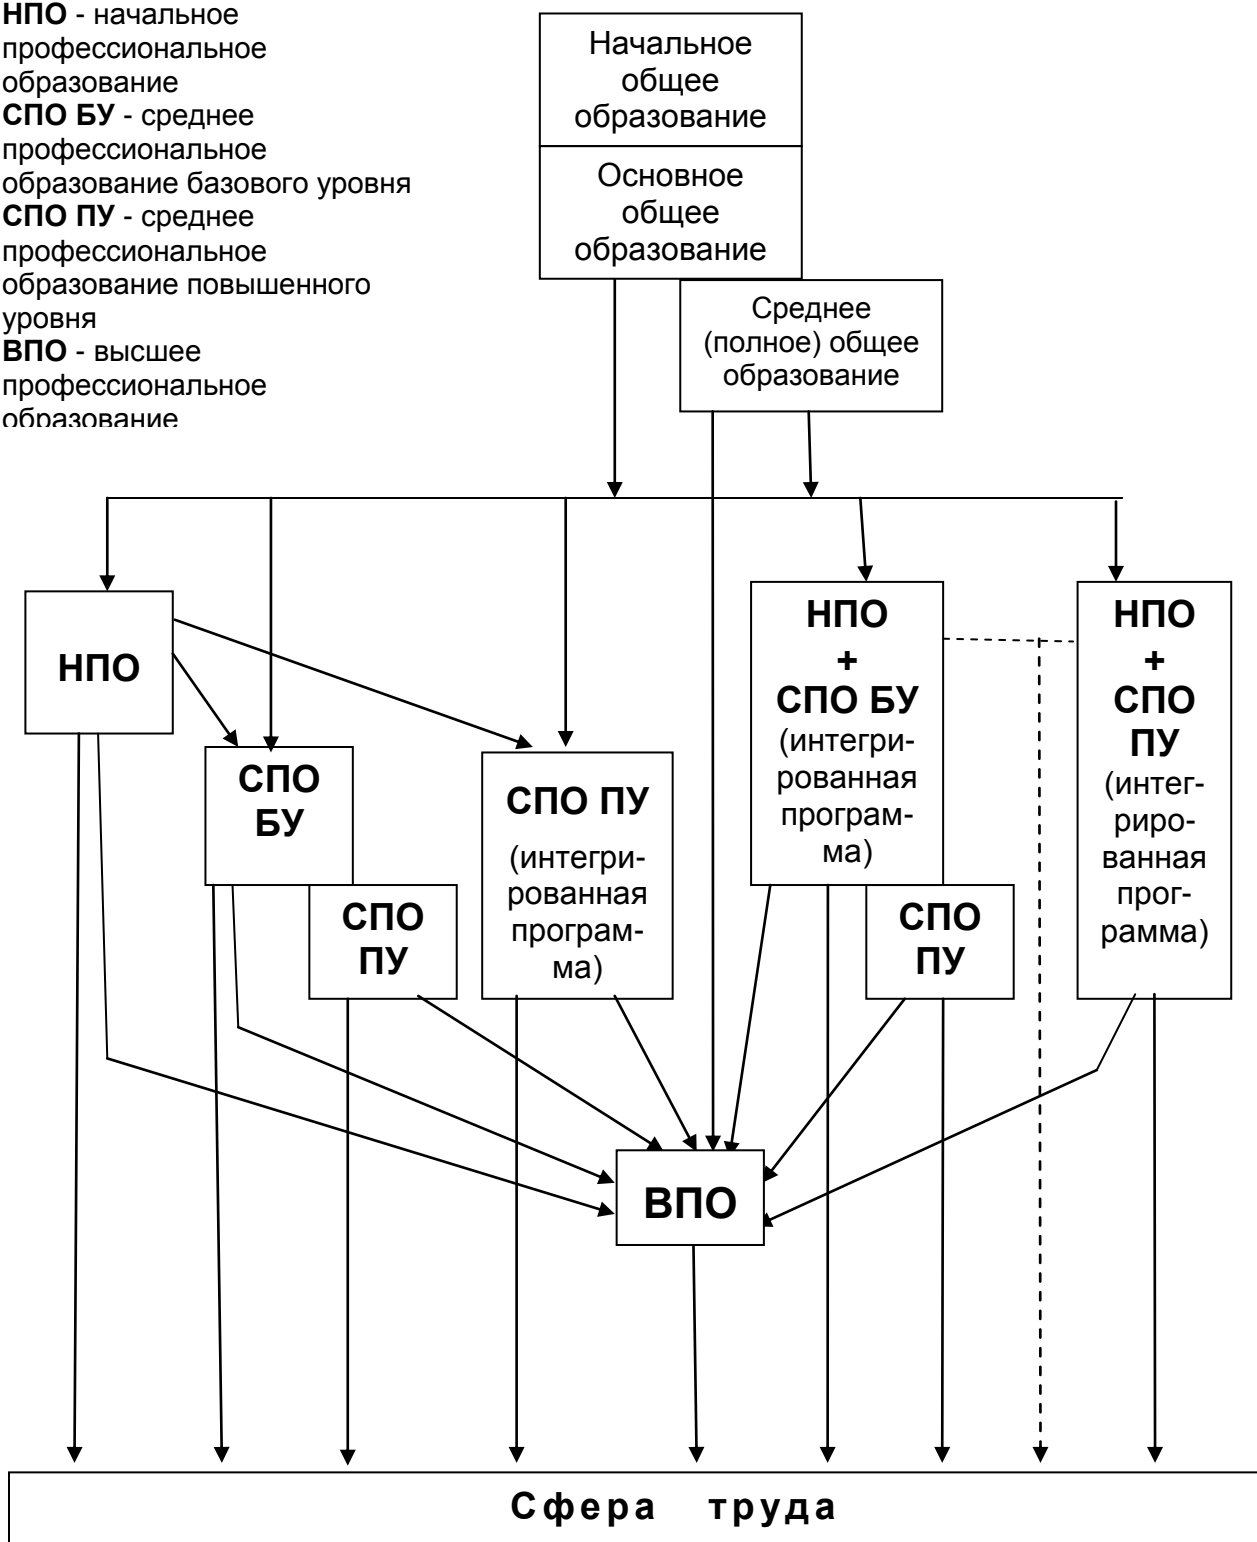 НПО - начальное
профессиональное
образование
СПО БУ - среднее
профессиональное
образование базового уровня
СПО ПУ - среднее
профессиональное
образование повышенного
уровня
ВПО - высшее
профессиональное
образование
Начальное
общее
образование
Основное
общее
образование
Среднее
(полное) общее
образование
НПО
СПО
БУ
СПО
ПУ
СПО ПУ
(интегри-
рованная
програм-
ма)
НПО
+
СПО БУ
(интегри-
рованная
програм-
ма)
СПО
ПУ
НПО
+
СПО
ПУ
(интег-
риро-
ванная
прог-
рамма)
ВПО
Сфера труда